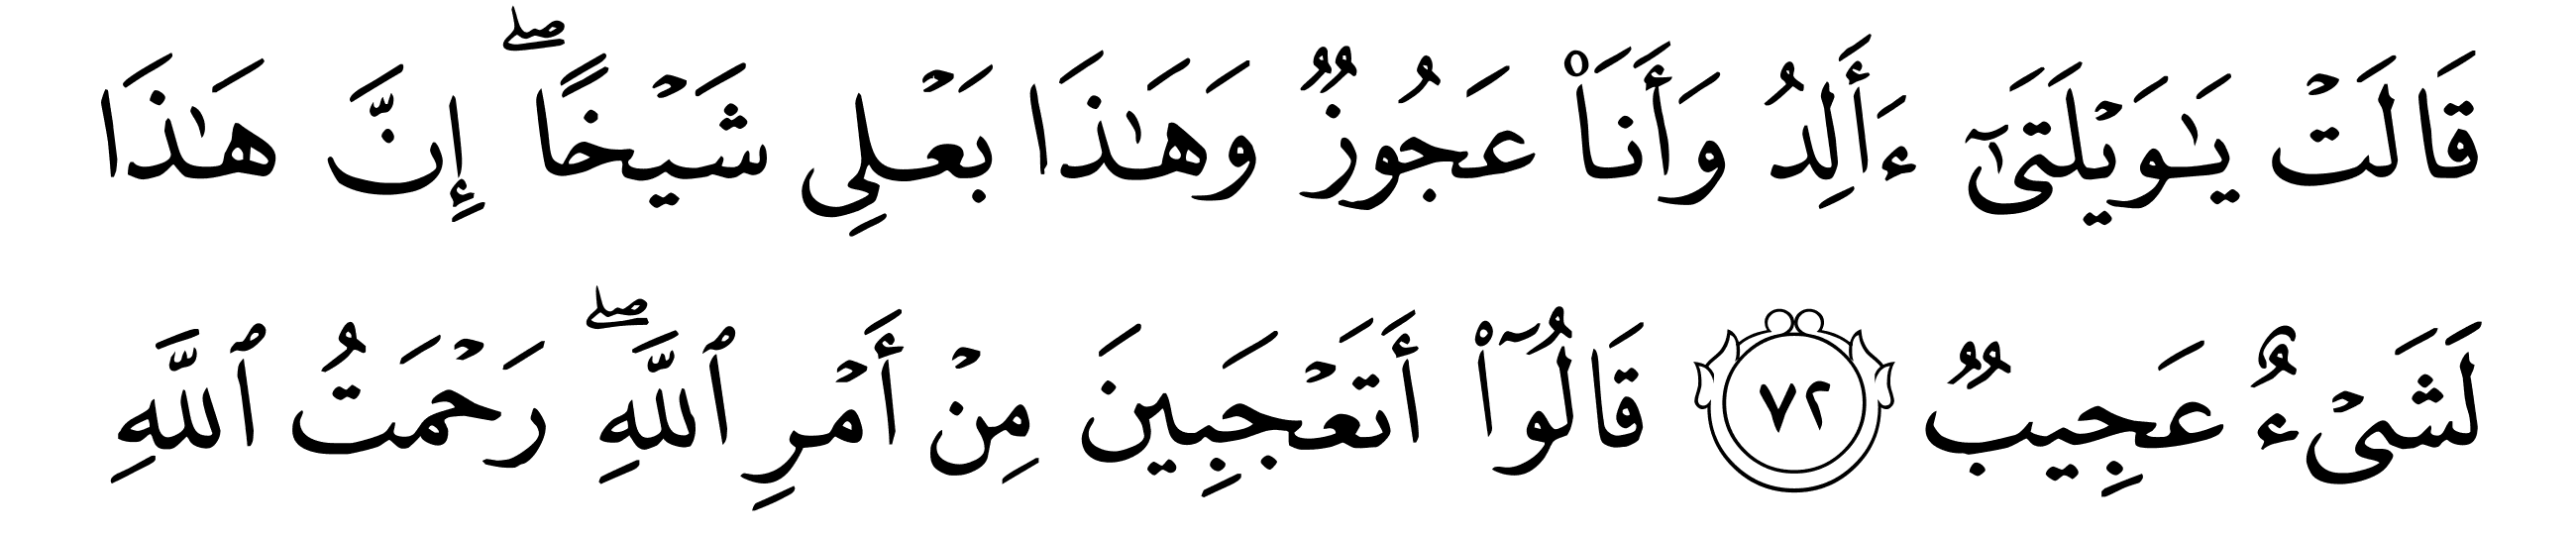 قَالَتْ يَـٰوَيْلَتَىٰٓ ءَأَلِدُ وَأَنَا۠ عَجُوزٌ وَهَـٰذَا بَعْلِى شَيْخًا ۖ إِنَّ هَـٰذَا
لَشَىْءٌ عَجِيبٌ ٧٢ قَالُوٓا۟ أَتَعْجَبِينَ مِنْ أَمْرِ ٱللَّهِ ۖ رَحْمَتُ ٱللَّهِ